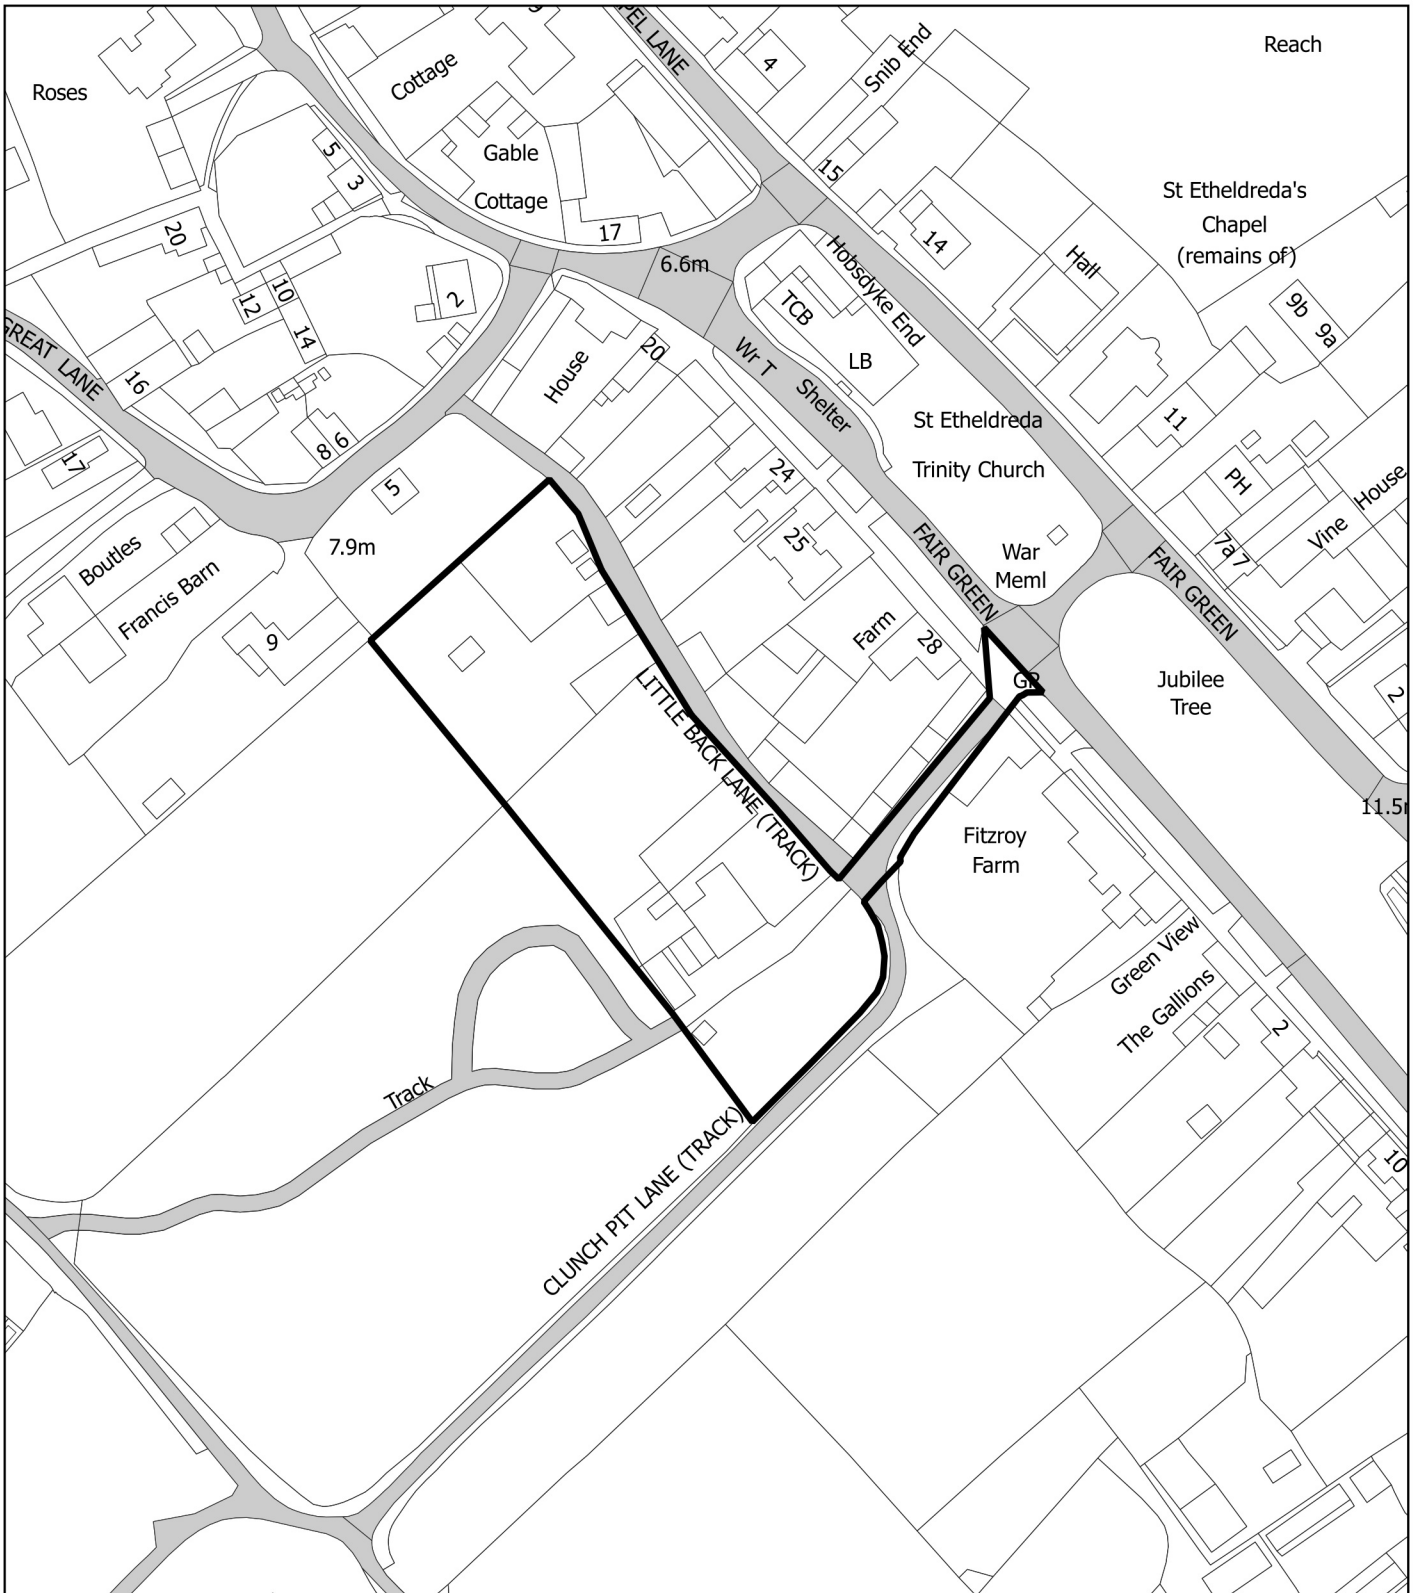 PEL LANE
9
Reach
4
Snib End
Cottage
Roses
5
3
Gable
Cottage
17
15
St Etheldreda's
Chapel
(remains of)
20
14
Hall
6.6m
Hobsdyke End
TCB
LB
9b 9a
2
10
12
14
GREAT LANE
16
House
20
Wr T
Shelter
St Etheldreda
Trinity Church
11
8 6
17
5
24
25
PH
Vine House
7a 7
7.9m
Boutles
Francis Barn
9
FAIR GREEN
War
Meml
FAIR GREEN
Farm
28
GP
Jubilee
Tree
2
LITTLE BACK LANE (TRACK)
11.5m
Fitzroy
Farm
Green View
The Gallions
2
Track
10
CLUNCH PIT LANE (TRACK)